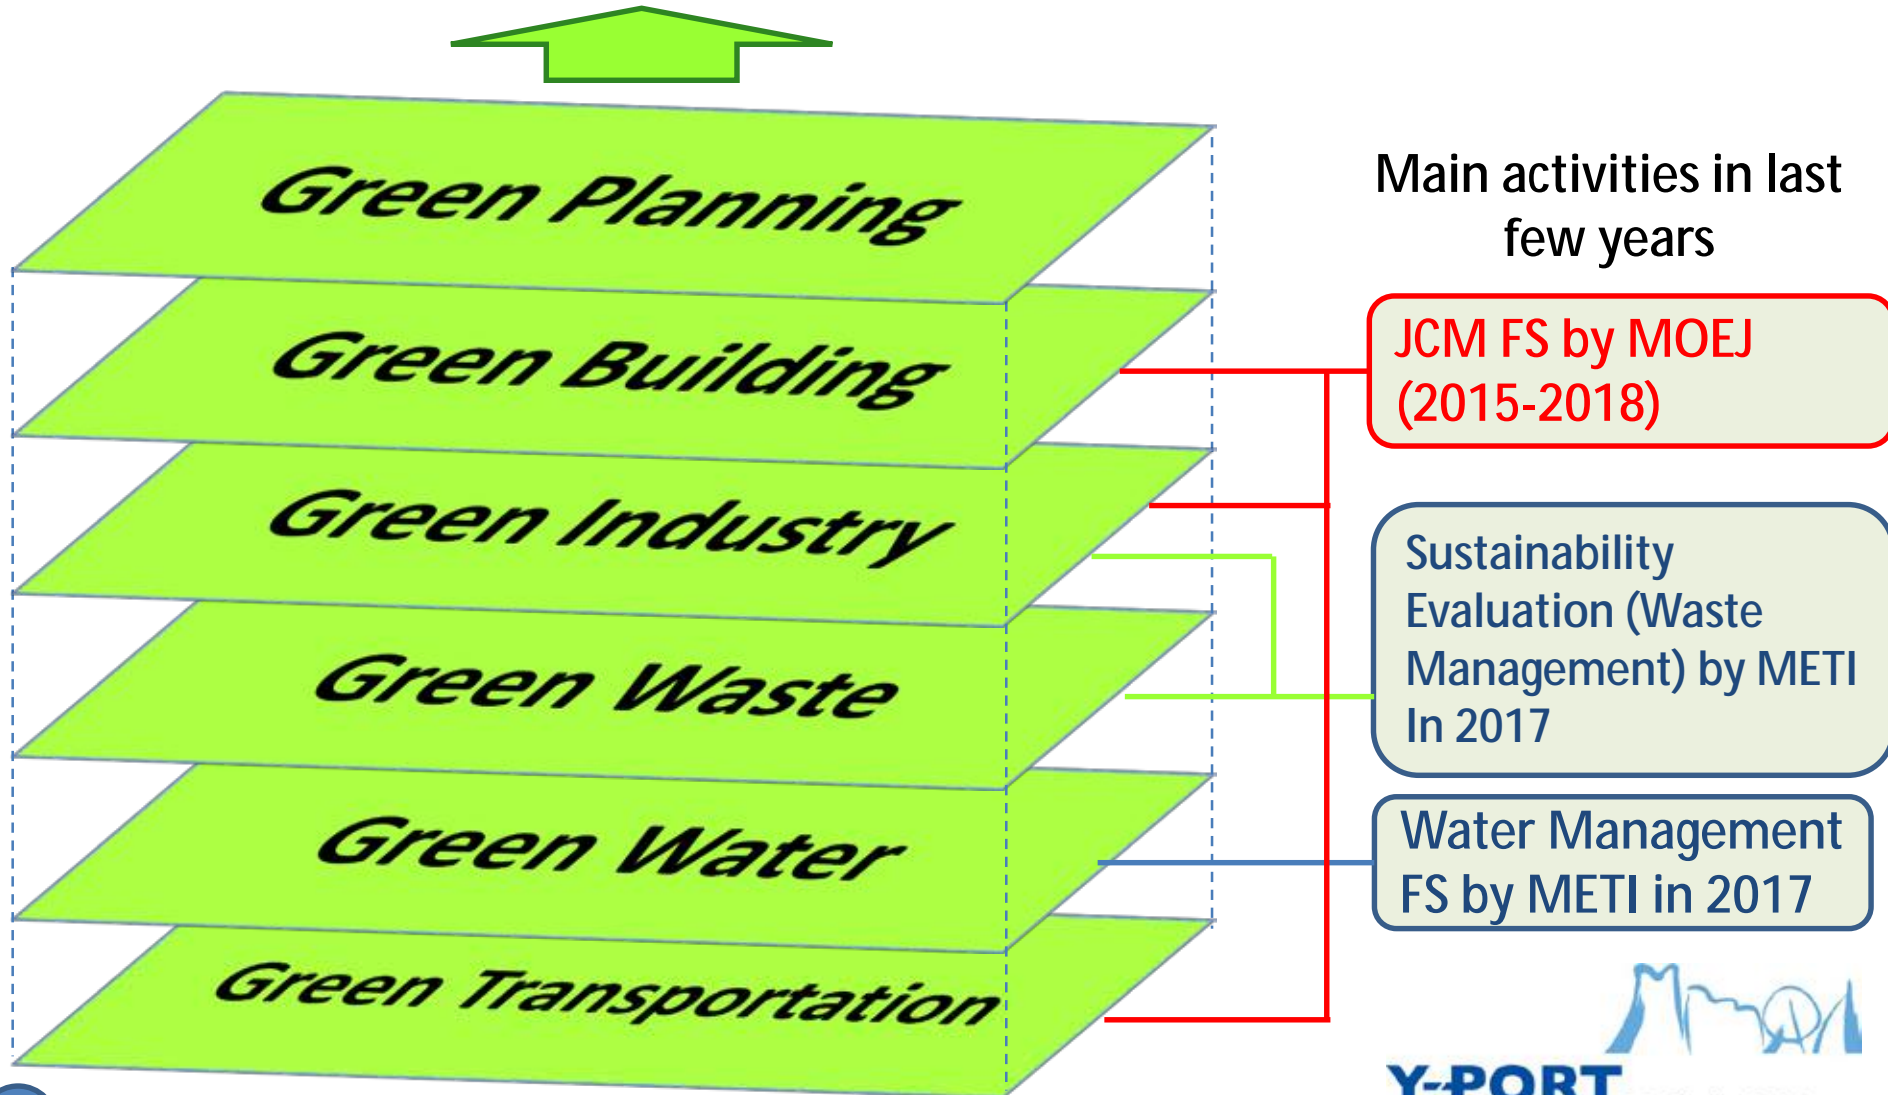 Green Planning
Green Building
Green Industry
Green Waste
Green Water
Green Transportation
Main activities in last
few years
JCM FS by MOEJ
(2015-2018)
Sustainability
Evaluation (Waste
Management) by METI
In 2017
Water Management
FS by METI in 2017
Y-PORT